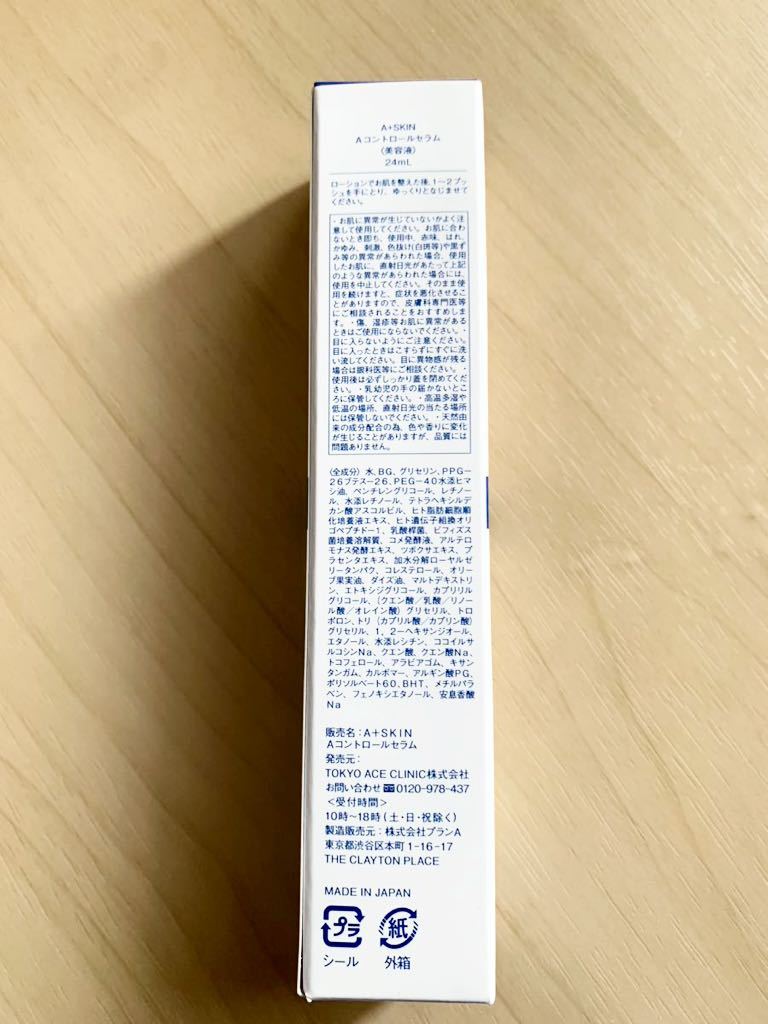 A+SKIN
Aコントロールセラム
〈美容液〉
24mL
ローションでお肌を整えた後、1〜2プッ
シュを手にとり、ゆっくりとなじませて
ください。
・お肌に異常が生じていないかよく注
意して使用してください。お肌に合わ
ないとき即ち、使用中、赤味、はれ、
かゆみ、刺激、色抜け(白斑等)や黒ず
み等の異常があらわれた場合、使用
したお肌に、直射日光があたって上記
のような異常があらわれた場合には、
使用を中止してください。そのまま使
用を続けますと、症状を悪化させるこ
とがありますので、皮膚科専門医等
にご相談されることをおすすめしま
す。・傷、湿疹等お肌に異常がある
ときはご使用にならないでください。・
目に入らないようにご注意ください。
目に入ったときはこすらずにすぐに洗
い流してください。目に異物感が残る
場合は眼科医等にご相談ください。・
使用後は必ずしっかり蓋を閉めてくだ
さい。・乳幼児の手の届かないとこ
ろに保管してください。・高温多湿や
低温の場所、直射日光の当たる場所
には保管しないでください。・天然由
来の成分配合の為、色や香りに変化
が生じることがありますが、品質には
問題ありません。
〈全成分〉水、BG、グリセリン、PPG-
26ブテス-26、PEG-40水添ヒマ
シ油、ペンチレングリコール、レチノー
ル、水添レチノール、テトラヘキシルデ
カン酸アスコルビル、ヒト脂肪細胞順
化培養液エキス、ヒト遺伝子組換オリ
ゴペプチド-1、乳酸桿菌、ビフィズス
菌培養溶解質、コメ発酵液、アルテロ
モナス発酵エキス、ツボクサエキス、プ
ラセンタエキス、加水分解ローヤルゼ
リータンパク、コレステロール、オリー
ブ果実油、ダイズ油、マルトデキストリ
ン、エトキシジグリコール、カプリリル
グリコール、(クエン酸/乳酸/リノー
ル酸/オレイン酸)グリセリル、トロ
ポロン、トリ(カプリル酸/カプリン酸)
グリセリル、1,2-ヘキサンジオール、
エタノール、水添レシチン、ココイルサ
ルコシンNa、クエン酸、クエン酸Na、
トコフェロール、アラビアゴム、キサン
タンガム、カルボマー、アルギン酸PG、
ポリソルベート60、BHT、メチルパラ
ベン、フェノキシエタノール、安息香酸
Na
販売名：A+SKIN
Aコントロールセラム
発売元：
TOKYO ACE CLINIC株式会社
お問い合わせ 0120-978-437
＜受付時間＞
10時〜18時(土・日・祝除く)
製造販売元：株式会社プランA
東京都渋谷区本町1-16-17
THE CLAYTON PLACE
MADE IN JAPAN
プラ 紙
シール 外箱